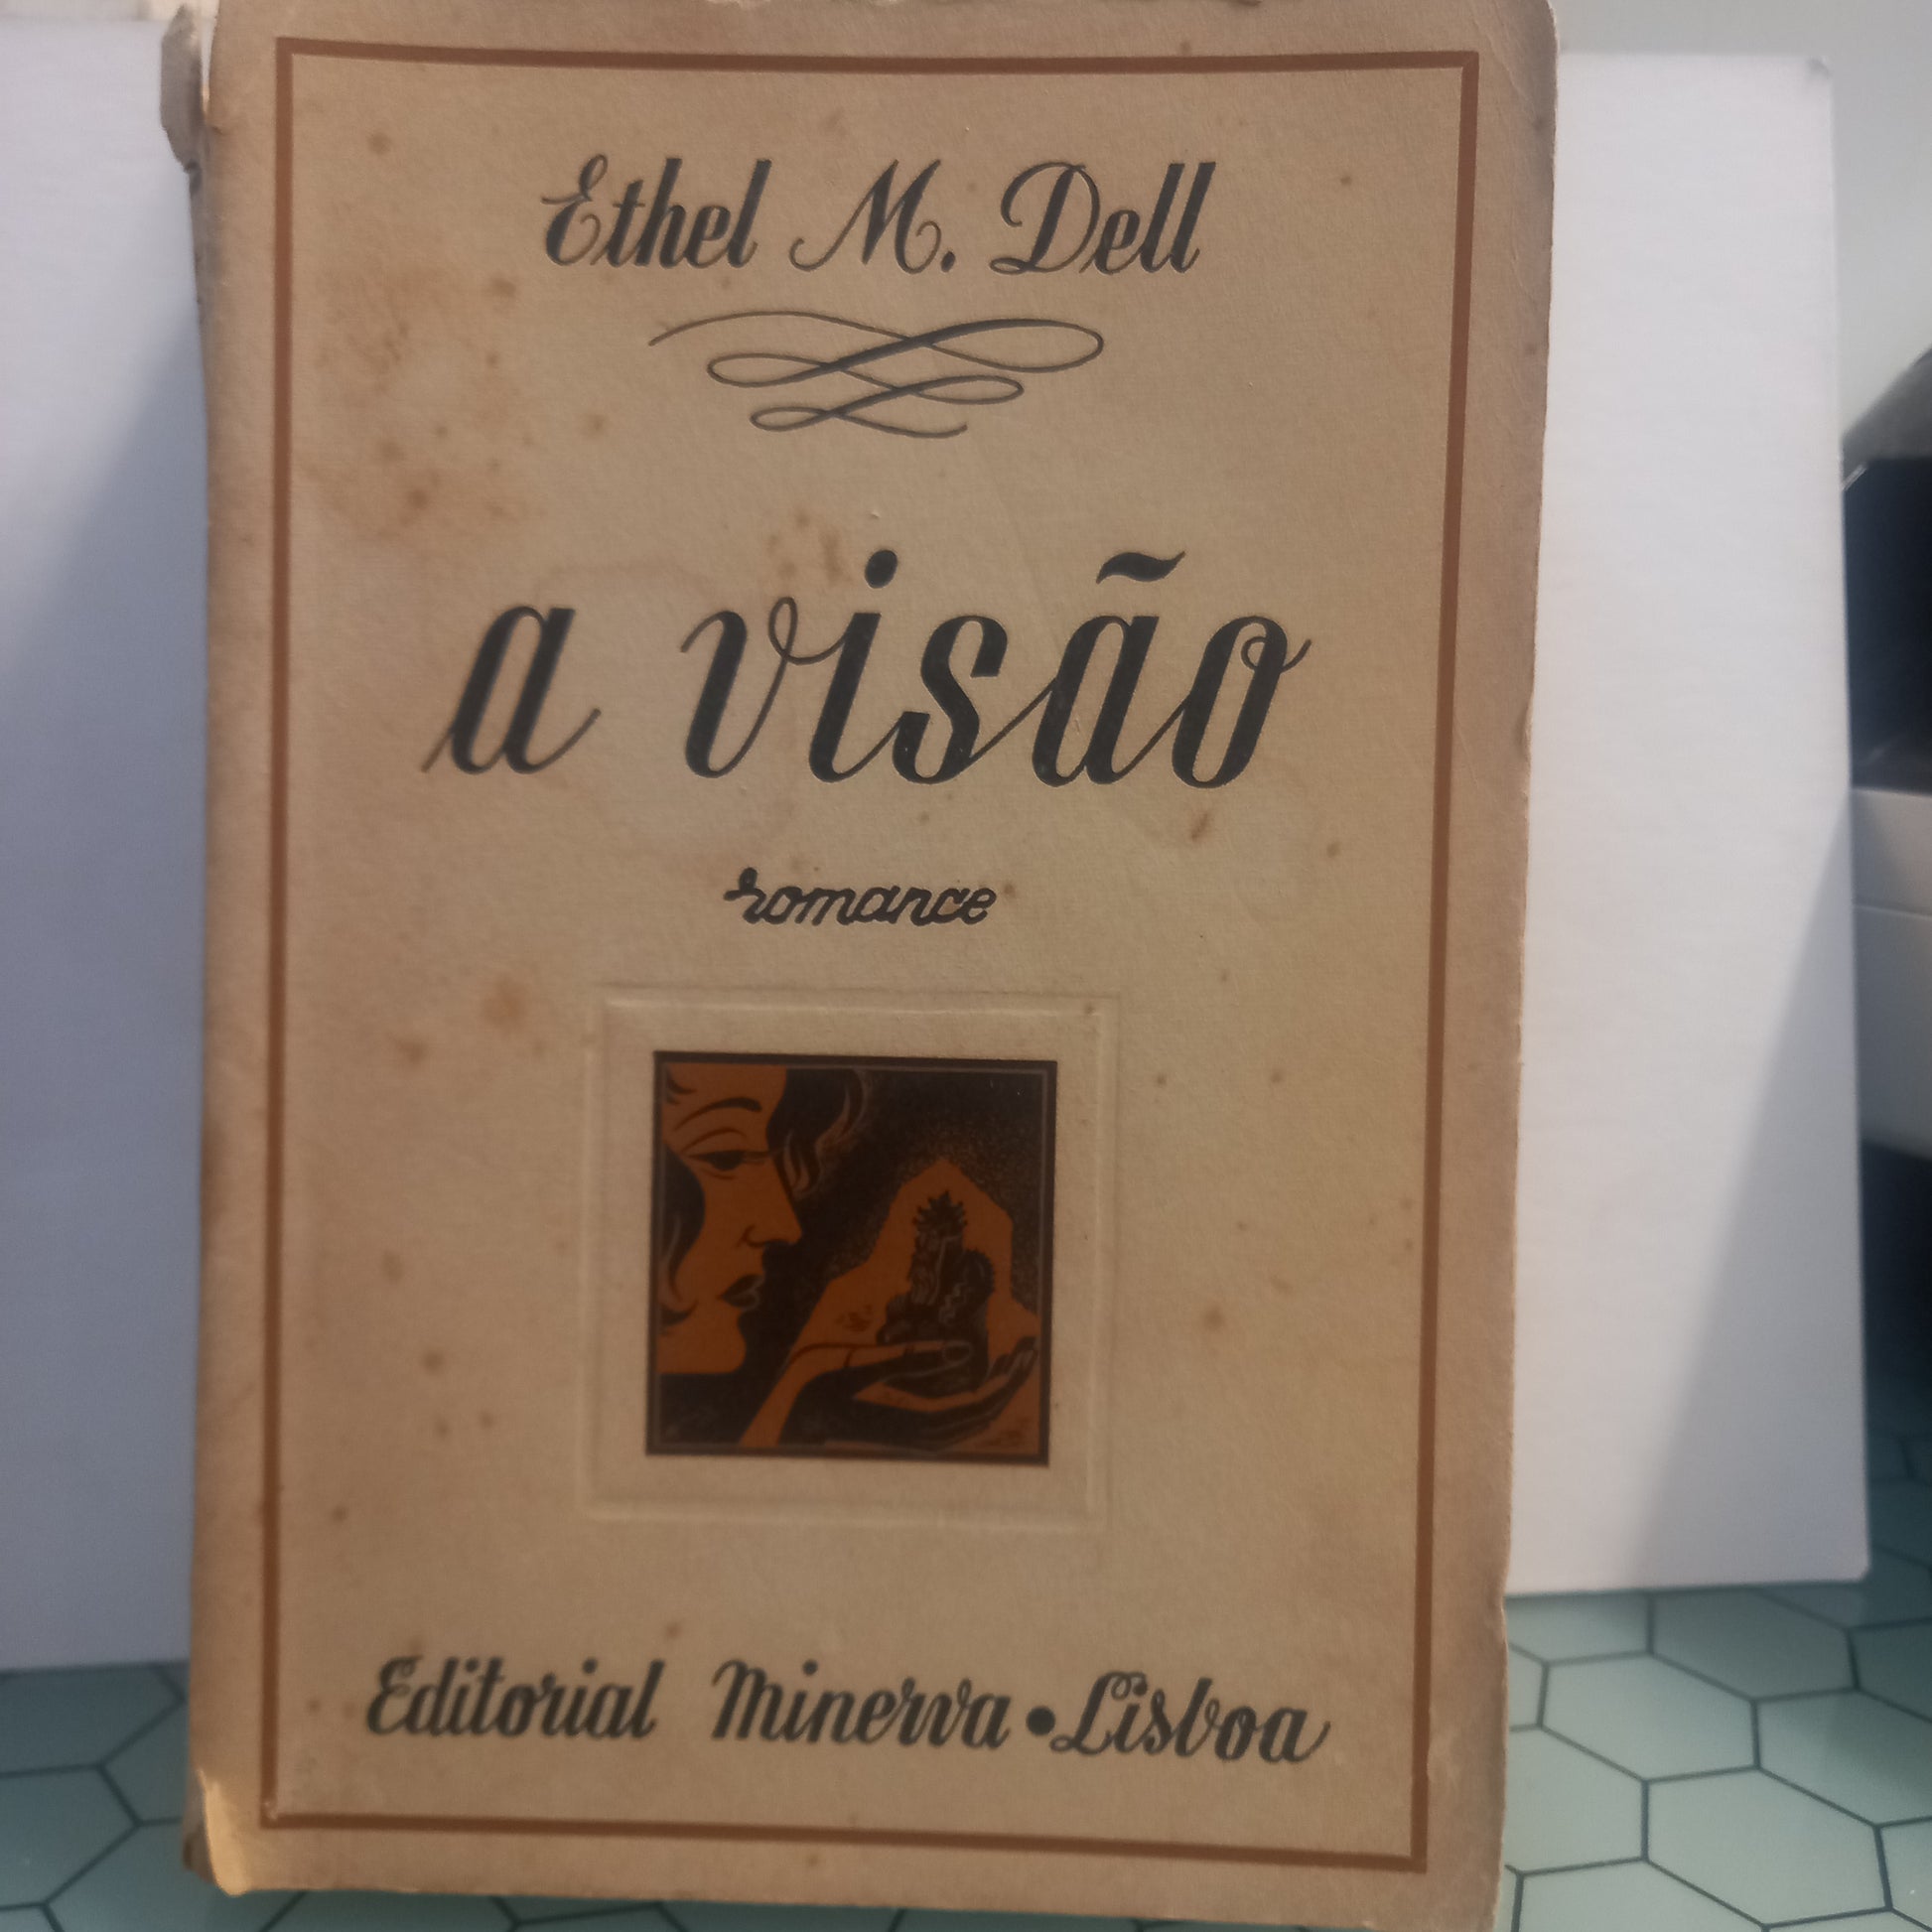 Ethel M. Dell
a visão
romance
Editorial Minerva • Lisboa